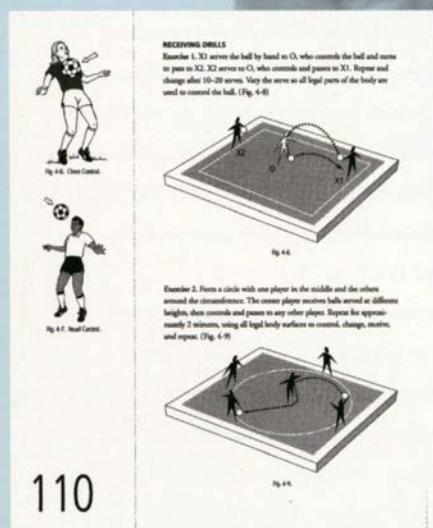 RECEIVING DRILLS
Exercise 1. X1 serves the ball by hand to O, who controls the ball and turns
to pass to X2. X2 serves to O, who controls and passes to X1. Repeat and
change after 10–20 serves. Vary the serve so all legal parts of the body are
used to control the ball. (Fig. 4-8)
Fig. 4-6. Chest Control.
X2
O
X1
Fig. 4-8.
Fig. 4-7. Head Control.
Exercise 2. Form a circle with one player in the middle and the others
around the circumference. The center player receives balls served at different
heights, then controls and passes to any other player. Repeat for approxi-
mately 2 minutes, using all legal body surfaces to control, change, receive,
and repeat. (Fig. 4-9)
Fig. 4-9.
110